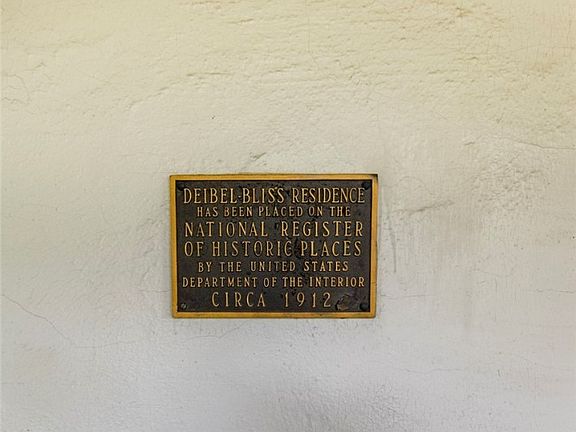 DEIBEL-BLISS RESIDENCE
HAS BEEN PLACED ON THE
NATIONAL REGISTER
OF HISTORIC PLACES
BY THE UNITED STATES
DEPARTMENT OF THE INTERIOR
CIRCA 1912